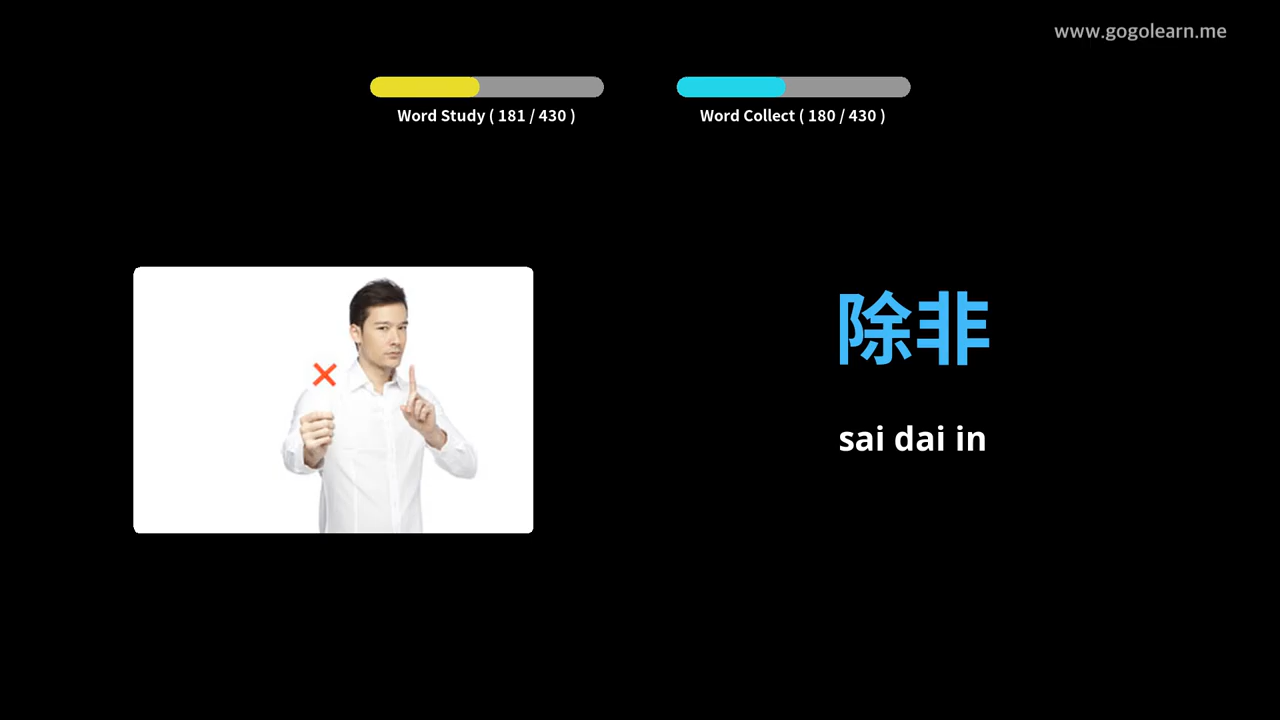 www.gogolearn.me
Word Study ( 181 / 430 )
Word Collect ( 180 / 430 )
除非
sai dai in